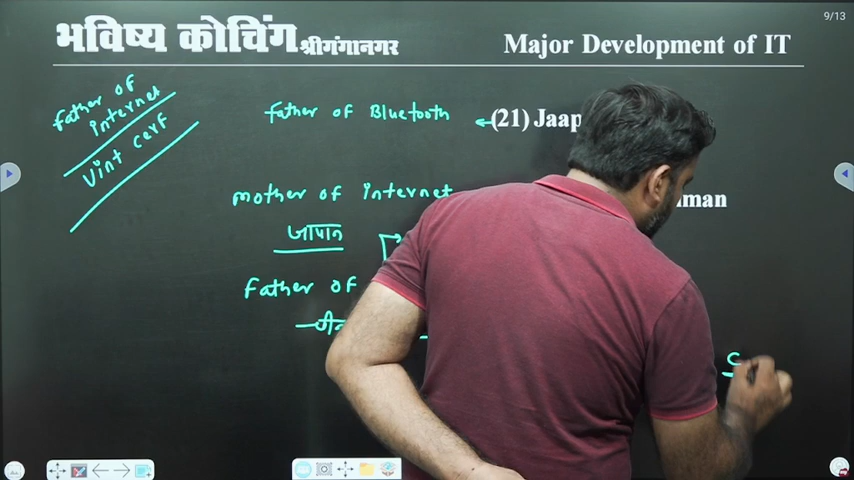 9/13
भविष्य कोचिंग श्रीगंगानगर
Major Development of IT
Father of
internet
Vint Cerf
father of Bluetooth
(21) Jaap
mother of internet
जापान
Father of